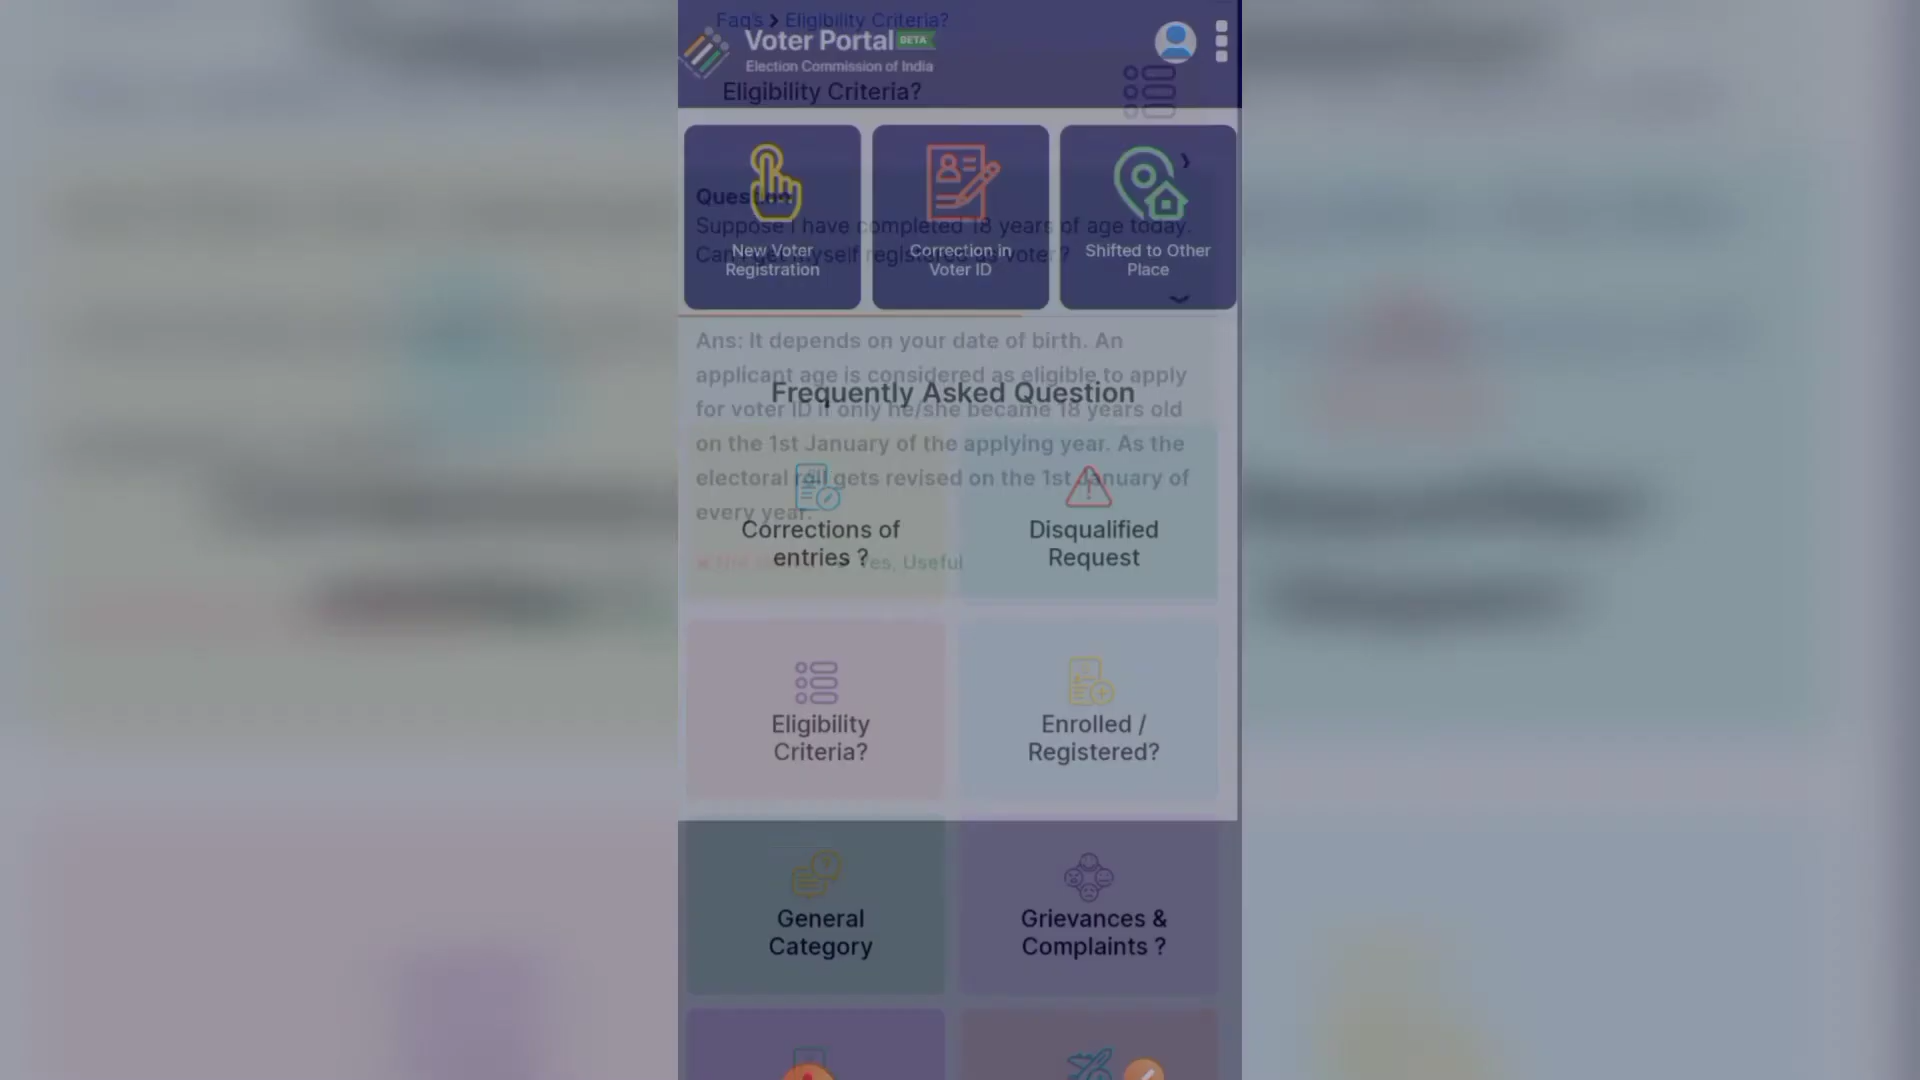 Faq's > Eligibility Criteria?
Voter Portal BETA
Election Commission of India
Eligibility Criteria?
Question
Suppose I have completed 18 years of age today.
Can I get myself registered as voter?
New Voter
Registration
Correction in
Voter ID
Shifted to Other
Place
Ans: It depends on your date of birth. An
applicant age is considered as eligible to apply
for voter ID if only he/she became 18 years old
on the 1st January of the applying year. As the
electoral roll gets revised on the 1st January of
every year.
Frequently Asked Question
Corrections of
entries ?
Disqualified
Request
Yes, Useful
Eligibility
Criteria?
Enrolled /
Registered?
General
Category
Grievances &
Complaints ?